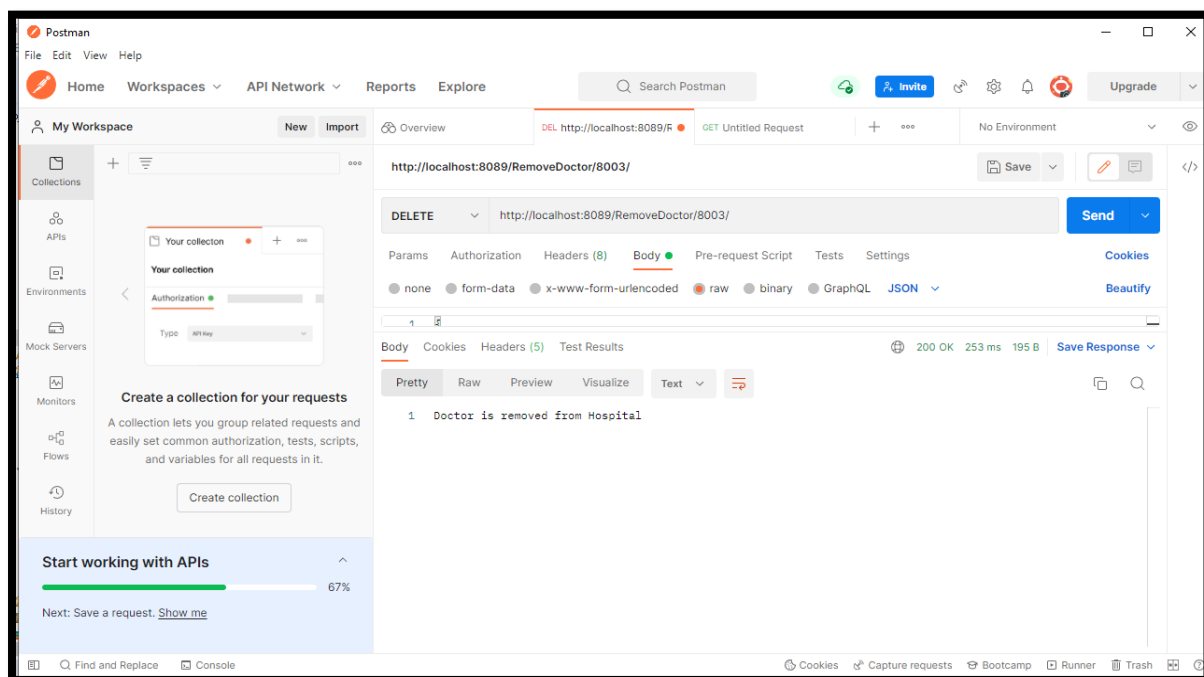 Postman
File Edit View Help
Home Workspaces API Network Reports Explore Search Postman Invite Upgrade
My Workspace New Import Overview DEL http://localhost:8089/F GET Untitled Request No Environment
Collections
APIs
Environments
Mock Servers
Monitors
Flows
History
Your collecton
Your collection
Authorization
Type API Key
Create a collection for your requests
A collection lets you group related requests and
easily set common authorization, tests, scripts,
and variables for all requests in it.
Create collection
Start working with APIs
67%
Next: Save a request. Show me
http://localhost:8089/RemoveDoctor/8003/ Save
DELETE http://localhost:8089/RemoveDoctor/8003/ Send
Params Authorization Headers (8) Body Pre-request Script Tests Settings Cookies
none form-data x-www-form-urlencoded raw binary GraphQL JSON Beautify
1
Body Cookies Headers (5) Test Results 200 OK 253 ms 195 B Save Response
Pretty Raw Preview Visualize Text
1 Doctor is removed from Hospital
Find and Replace Console Cookies Capture requests Bootcamp Runner Trash